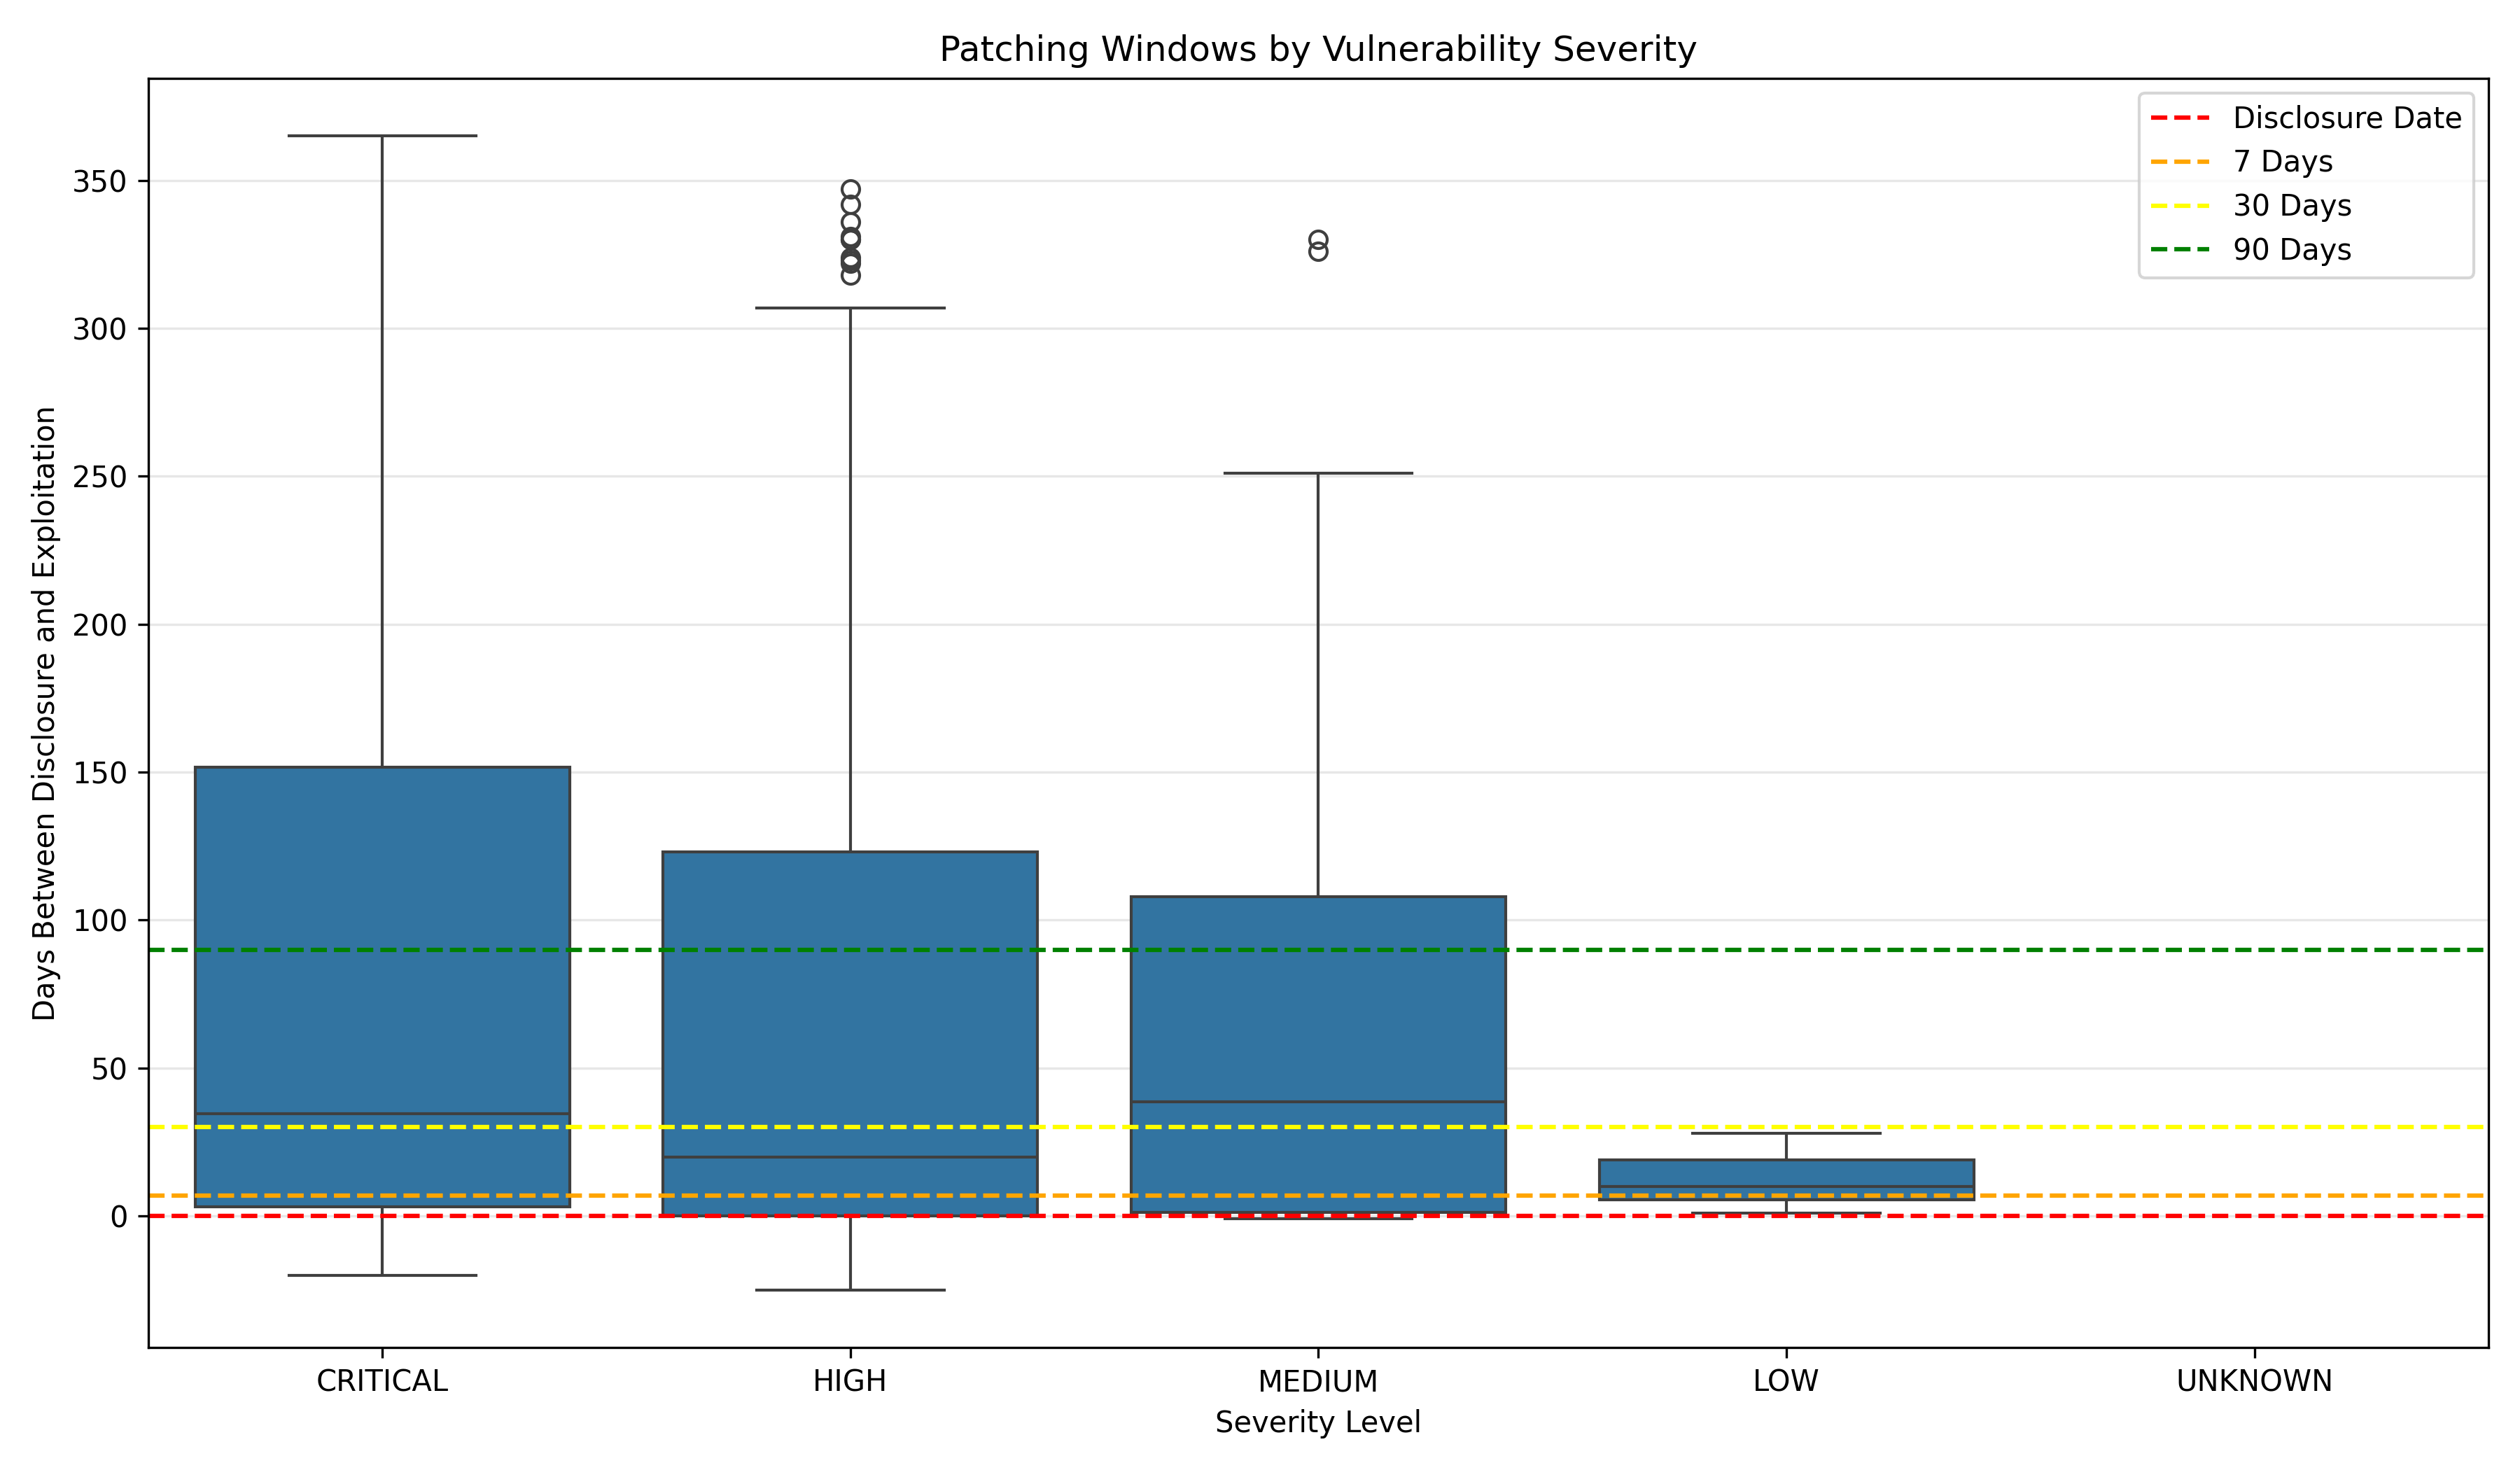 Patching Windows by Vulnerability Severity
Disclosure Date
7 Days
30 Days
90 Days
Days Between Disclosure and Exploitation
350
300
250
200
150
100
50
0
CRITICAL
HIGH
MEDIUM
LOW
UNKNOWN
Severity Level